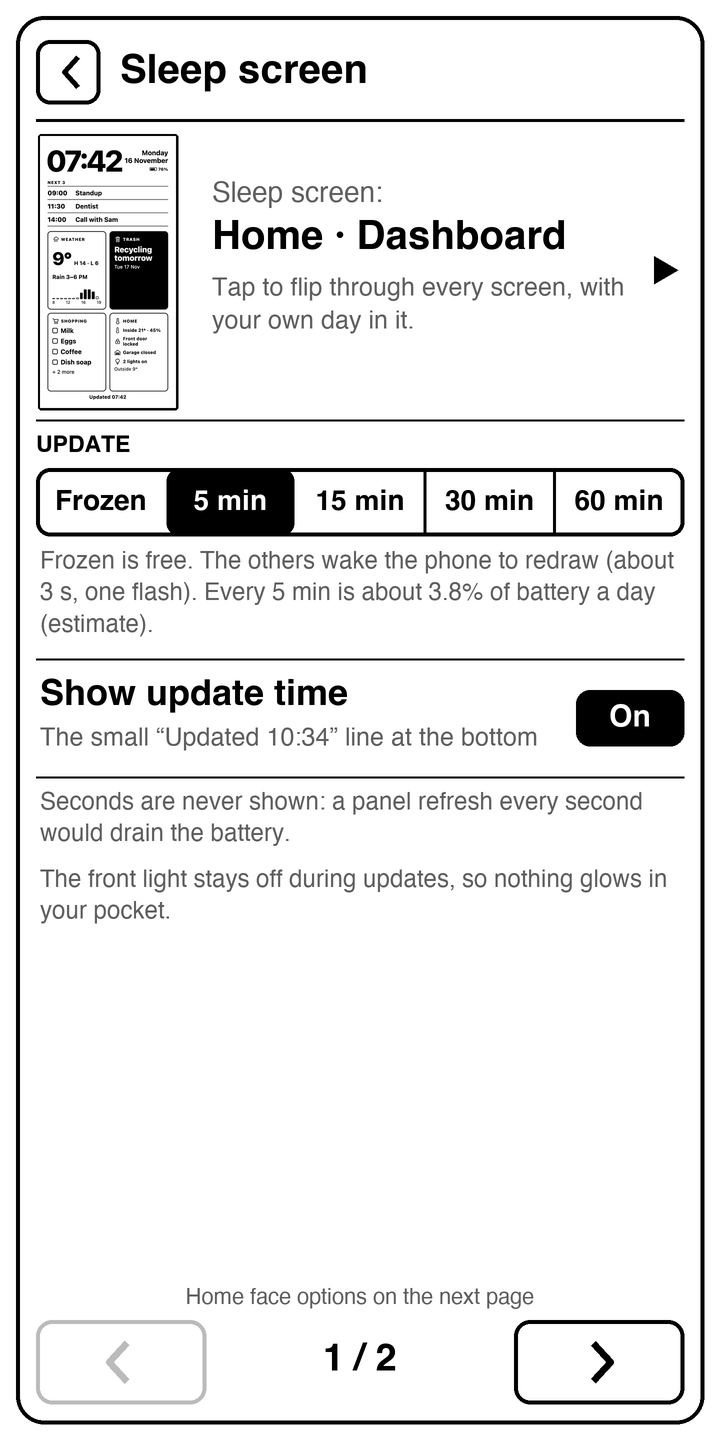 Sleep screen
07:42
Monday
16 November
76%
NEXT 3
09:00 Standup
11:30 Dentist
14:00 Call with Sam
WEATHER
9° H 14 · L 6
Rain 3–6 PM
8 12 16 19
TRASH
Recycling
tomorrow
Tue 17 Nov
SHOPPING
Milk
Eggs
Coffee
Dish soap
+ 2 more
HOME
Inside 21° · 45%
Front door
locked
Garage closed
2 lights on
Outside 9°
Updated 07:42
Sleep screen:
Home · Dashboard
Tap to flip through every screen, with
your own day in it.
UPDATE
Frozen 5 min 15 min 30 min 60 min
Frozen is free. The others wake the phone to redraw (about
3 s, one flash). Every 5 min is about 3.8% of battery a day
(estimate).
Show update time
The small “Updated 10:34” line at the bottom
On
Seconds are never shown: a panel refresh every second
would drain the battery.
The front light stays off during updates, so nothing glows in
your pocket.
Home face options on the next page
1 / 2